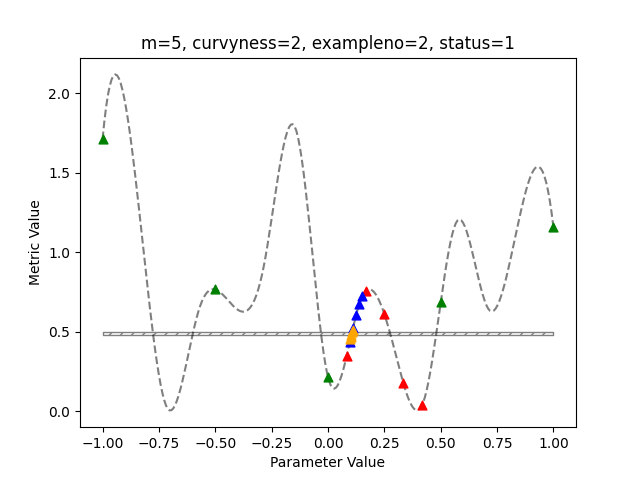 m=5, curvyness=2, exampleno=2, status=1
Metric Value
2.0
1.5
1.0
0.5
0.0
−1.00 −0.75 −0.50 −0.25 0.00 0.25 0.50 0.75 1.00
Parameter Value